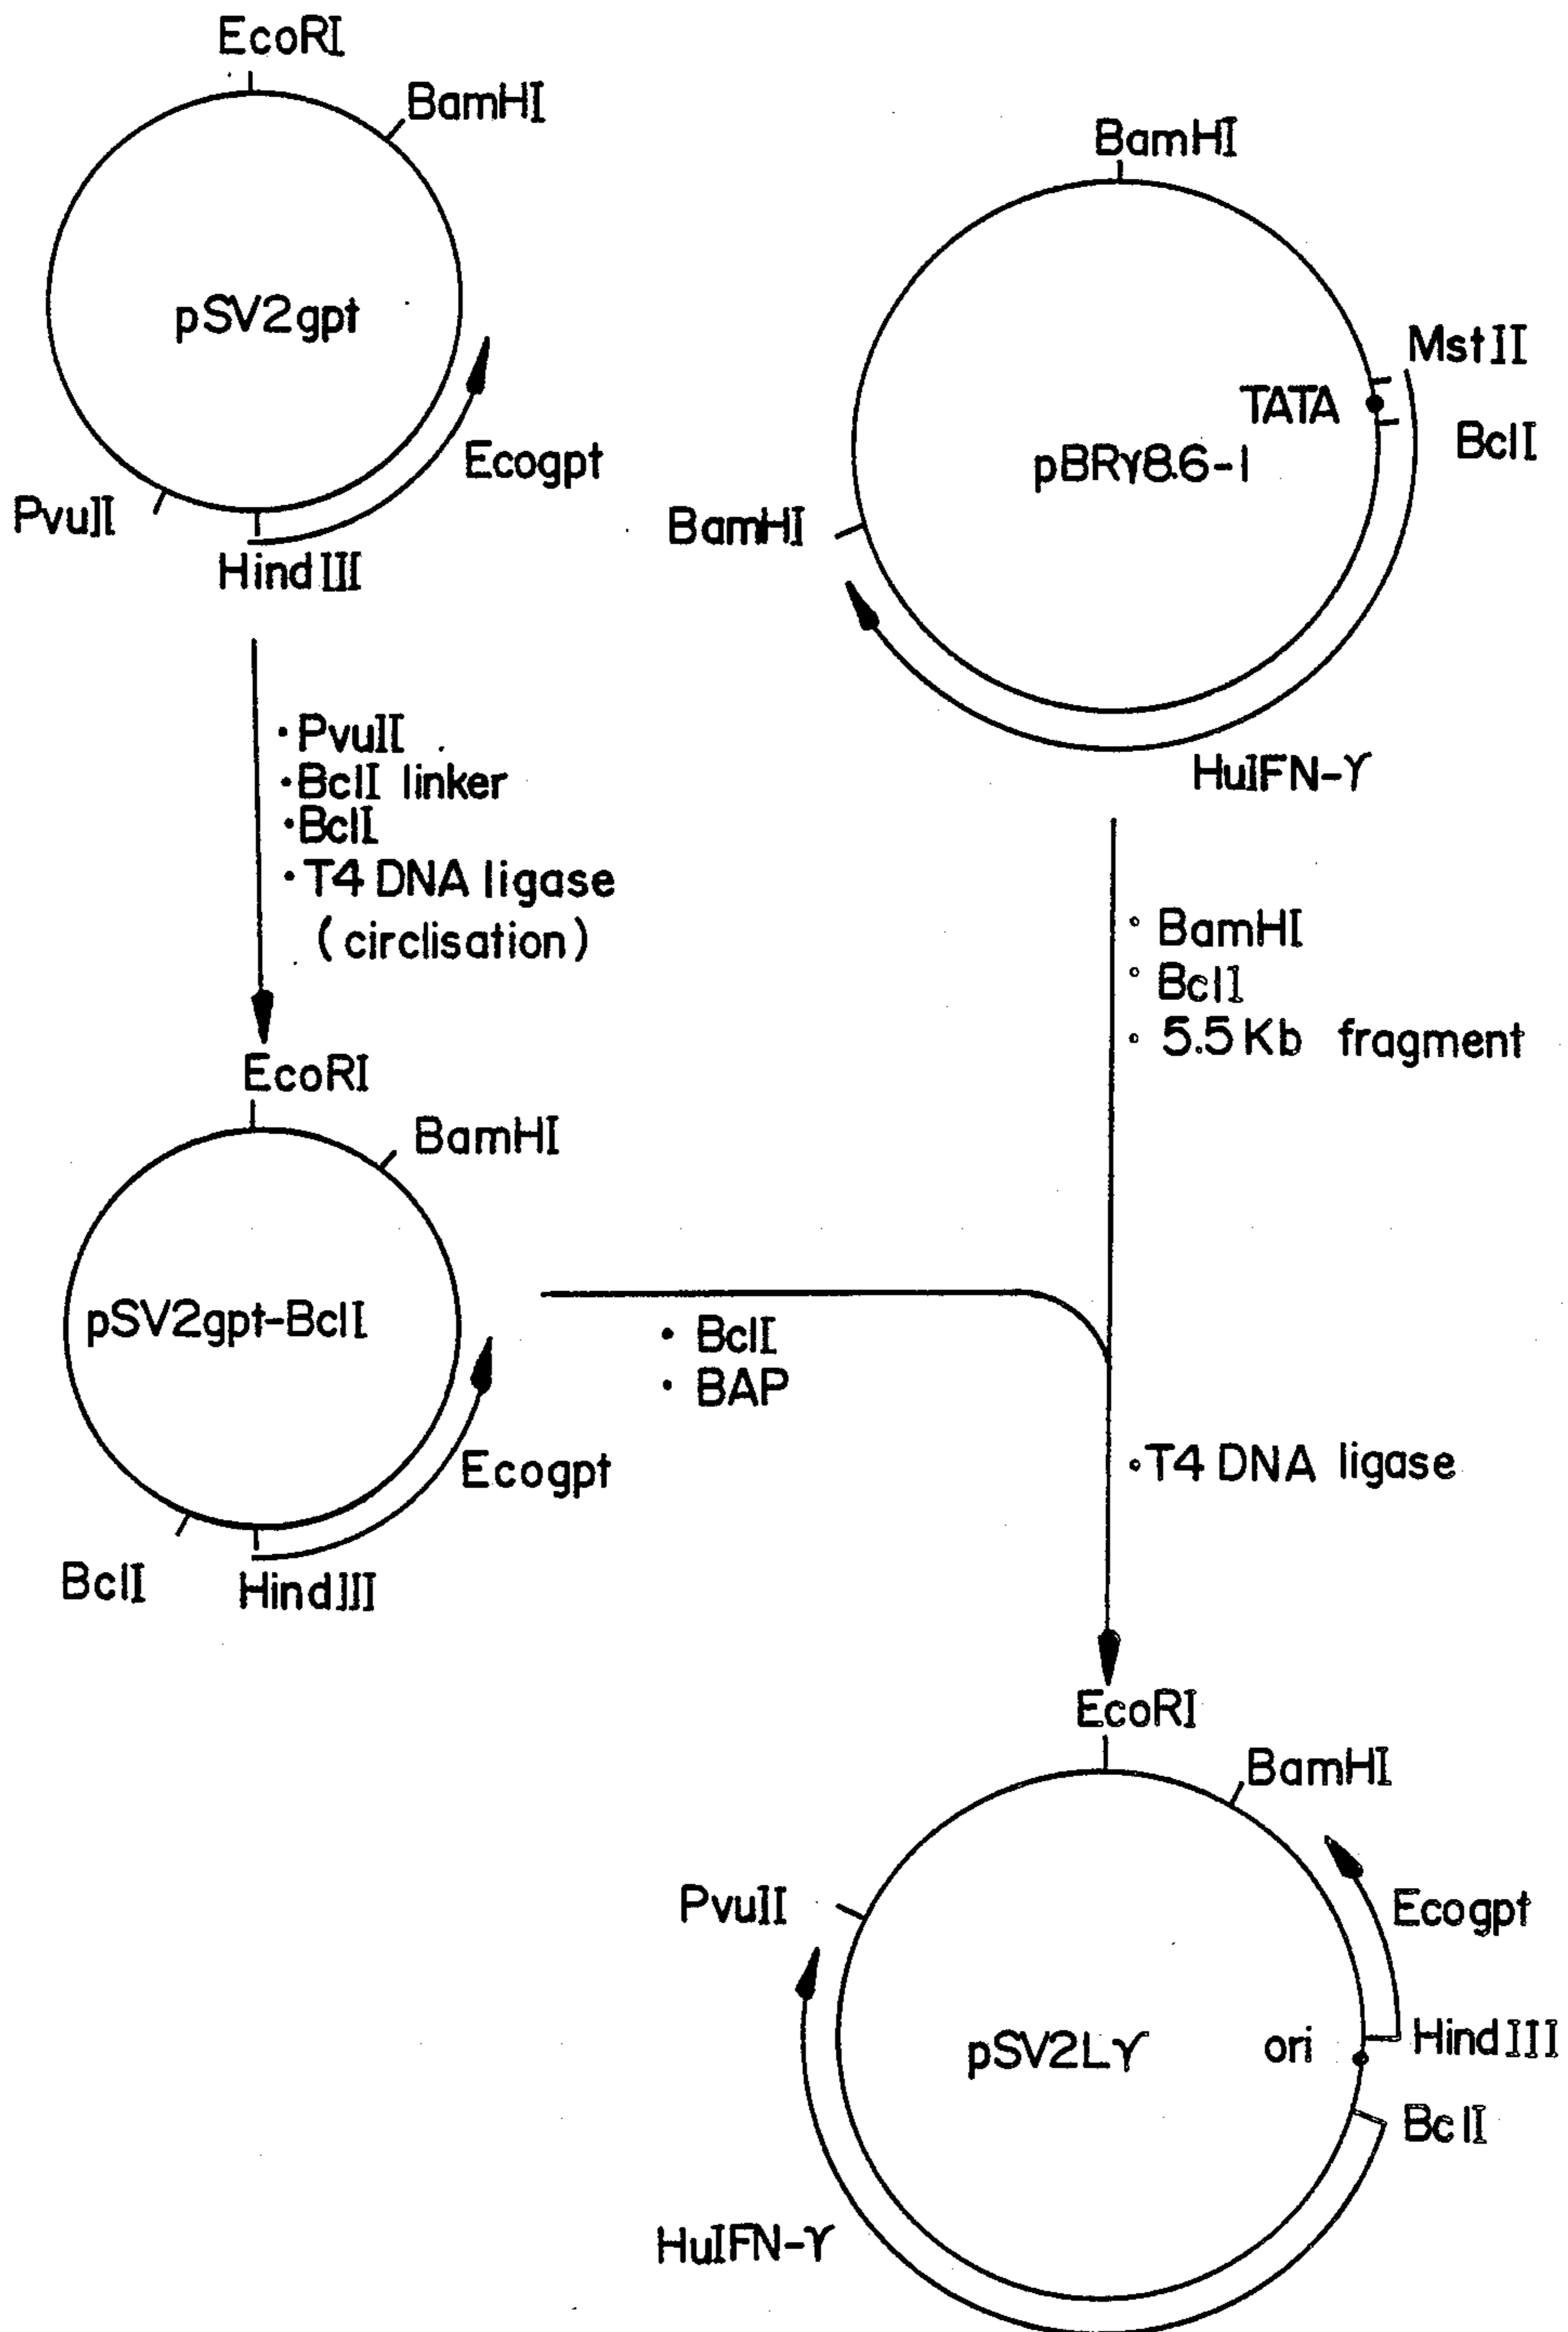 EcoRI
BamHI
pSV2gpt
Ecogpt
PvuII
HindIII
BamHI
MstII
TATA
BclI
pBRγ8.6-1
BamHI
HuIFN-γ
·PvuII
·BclI linker
·BclI
·T4 DNA ligase
(circlisation)
∘ BamHI
∘ BclI
∘ 5.5Kb fragment
EcoRI
BamHI
pSV2gpt-BclI
Ecogpt
BclI
HindIII
· BclI
· BAP
∘T4 DNA ligase
EcoRI
BamHI
PvuII
Ecogpt
pSV2Lγ
ori
HindIII
BclI
HuIFN-γ